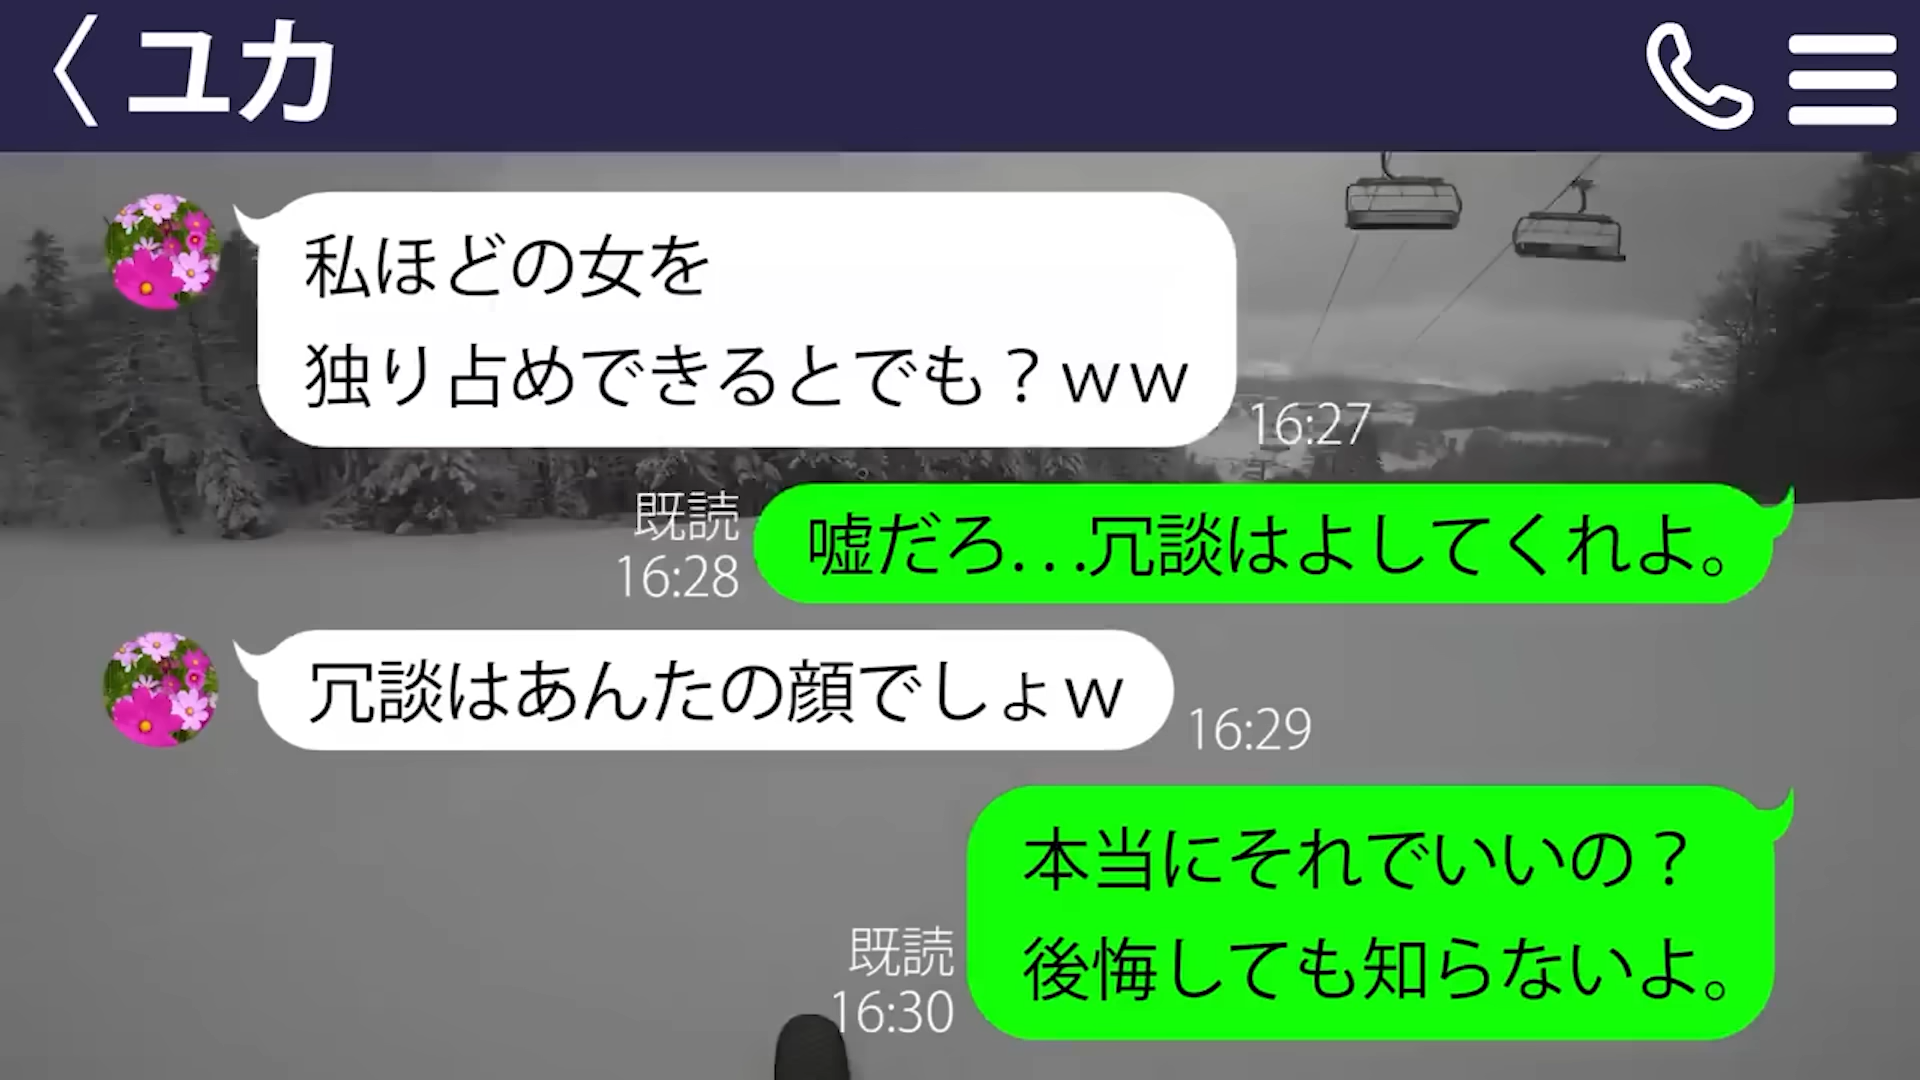 ユカ
私ほどの女を
独り占めできるとでも？ｗｗ
16:27
既読
16:28
嘘だろ...冗談はよしてくれよ。
冗談はあんたの顔でしょｗ
16:29
本当にそれでいいの？
後悔しても知らないよ。
既読
16:30